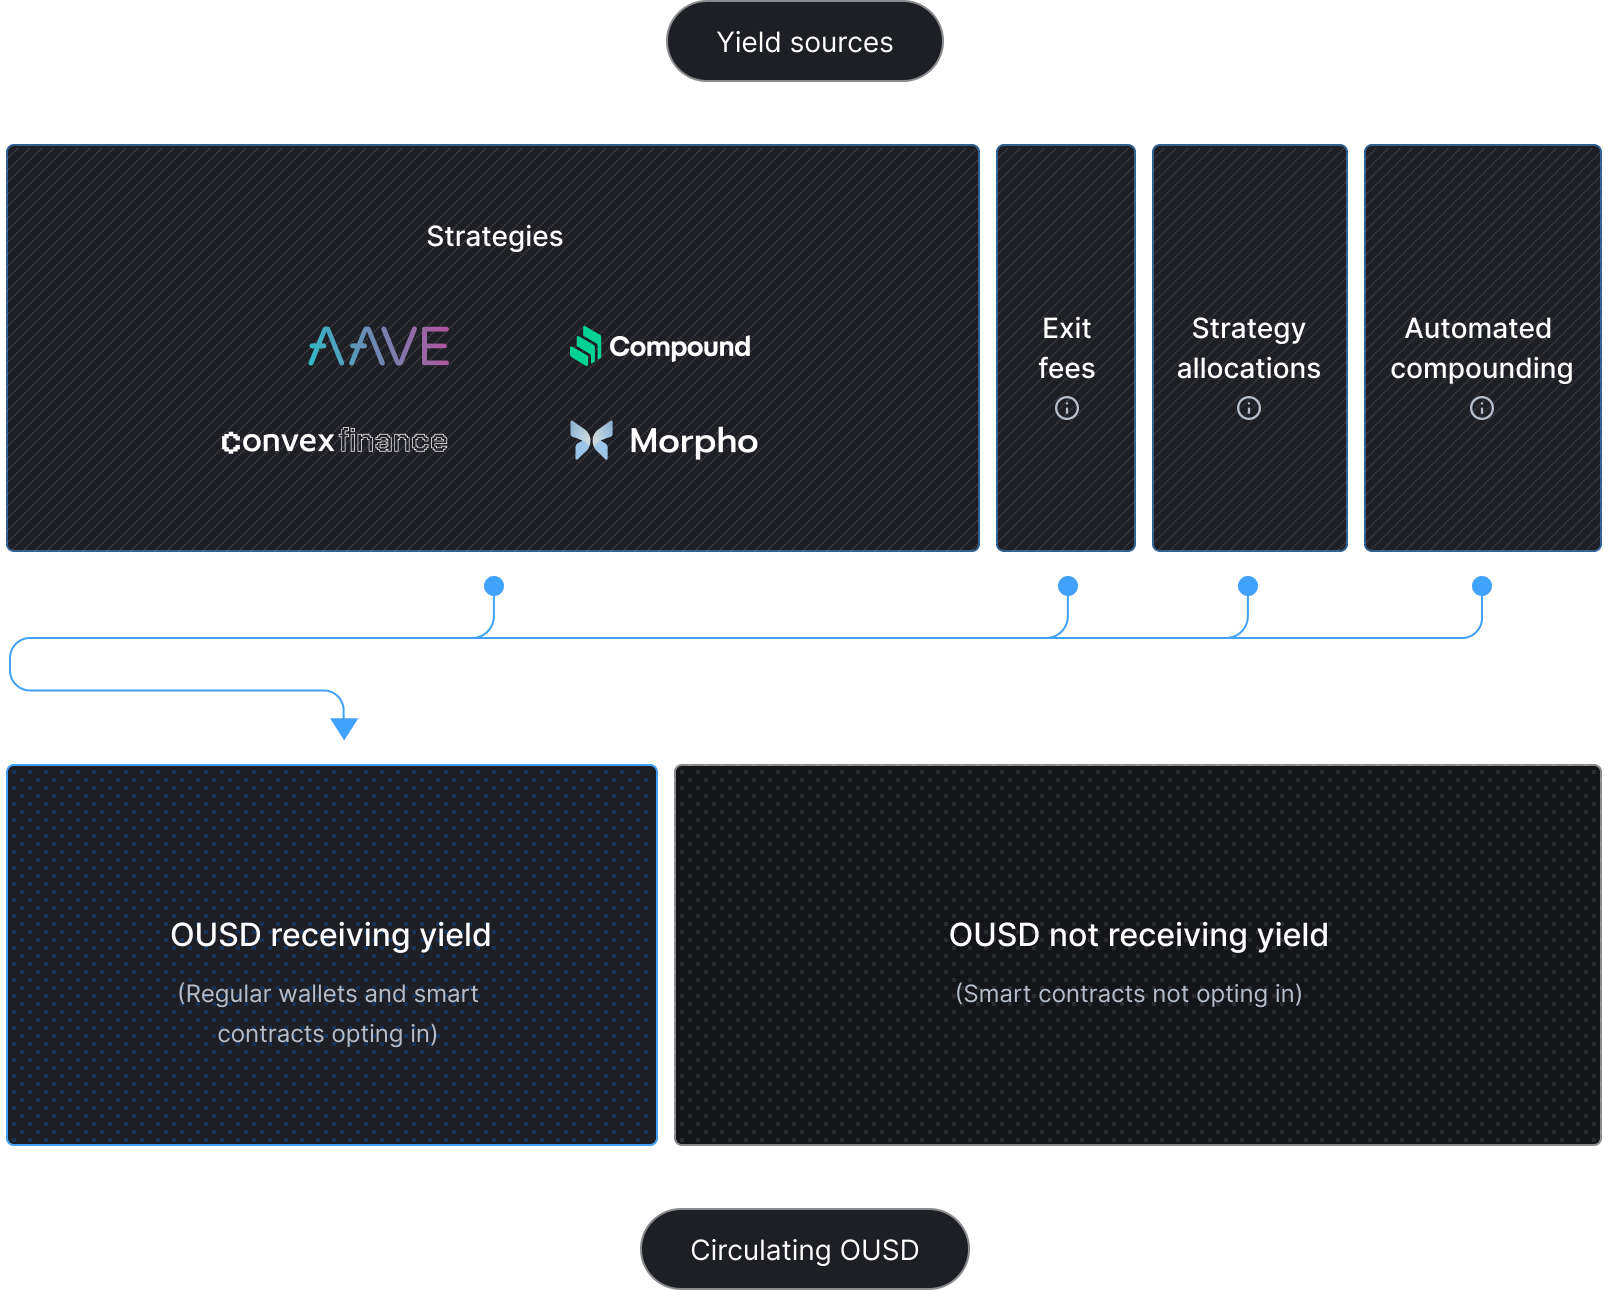 Yield sources
Strategies
AAVE
Compound
convex finance
Morpho
Exit
fees
Strategy
allocations
Automated
compounding
OUSD receiving yield
(Regular wallets and smart
contracts opting in)
OUSD not receiving yield
(Smart contracts not opting in)
Circulating OUSD